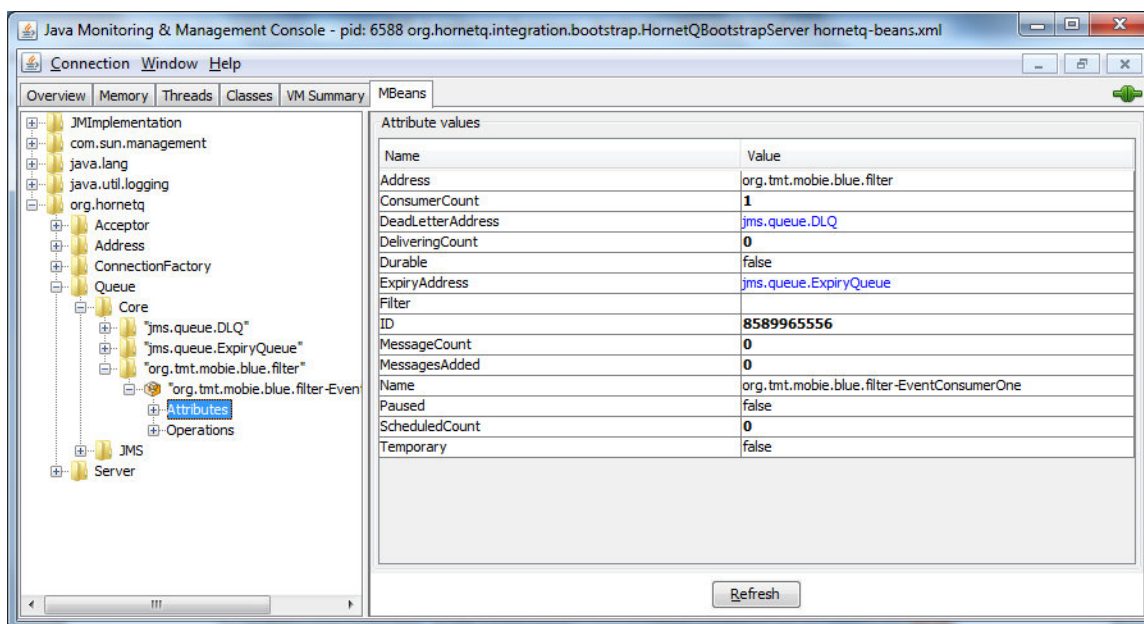 Java Monitoring & Management Console - pid: 6588 org.hornetq.integration.bootstrap.HornetQBootstrapServer hornetq-beans.xml
Connection Window Help
Overview Memory Threads Classes VM Summary MBeans
JMImplementation
com.sun.management
java.lang
java.util.logging
org.hornetq
Acceptor
Address
ConnectionFactory
Queue
Core
"jms.queue.DLQ"
"jms.queue.ExpiryQueue"
"org.tmt.mobie.blue.filter"
"org.tmt.mobie.blue.filter-Event
Attributes
Operations
JMS
Server
Attribute values
Name Value
Address org.tmt.mobie.blue.filter
ConsumerCount 1
DeadLetterAddress jms.queue.DLQ
DeliveringCount 0
Durable false
ExpiryAddress jms.queue.ExpiryQueue
Filter
ID 8589965556
MessageCount 0
MessagesAdded 0
Name org.tmt.mobie.blue.filter-EventConsumerOne
Paused false
ScheduledCount 0
Temporary false
Refresh